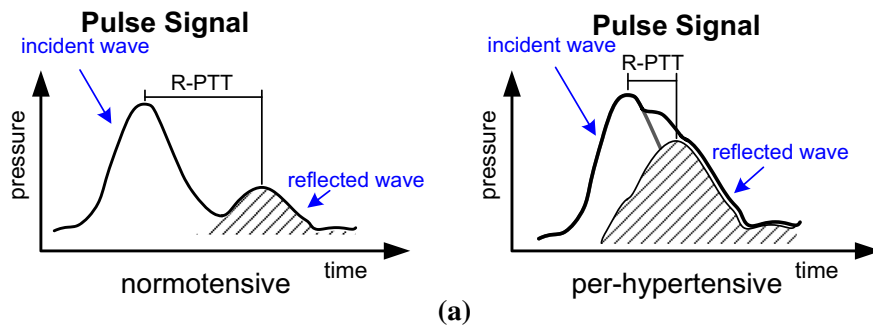 Pulse Signal
incident wave
R-PTT
pressure
reflected wave
time
normotensive
Pulse Signal
incident wave
R-PTT
pressure
reflected wave
time
per-hypertensive
(a)